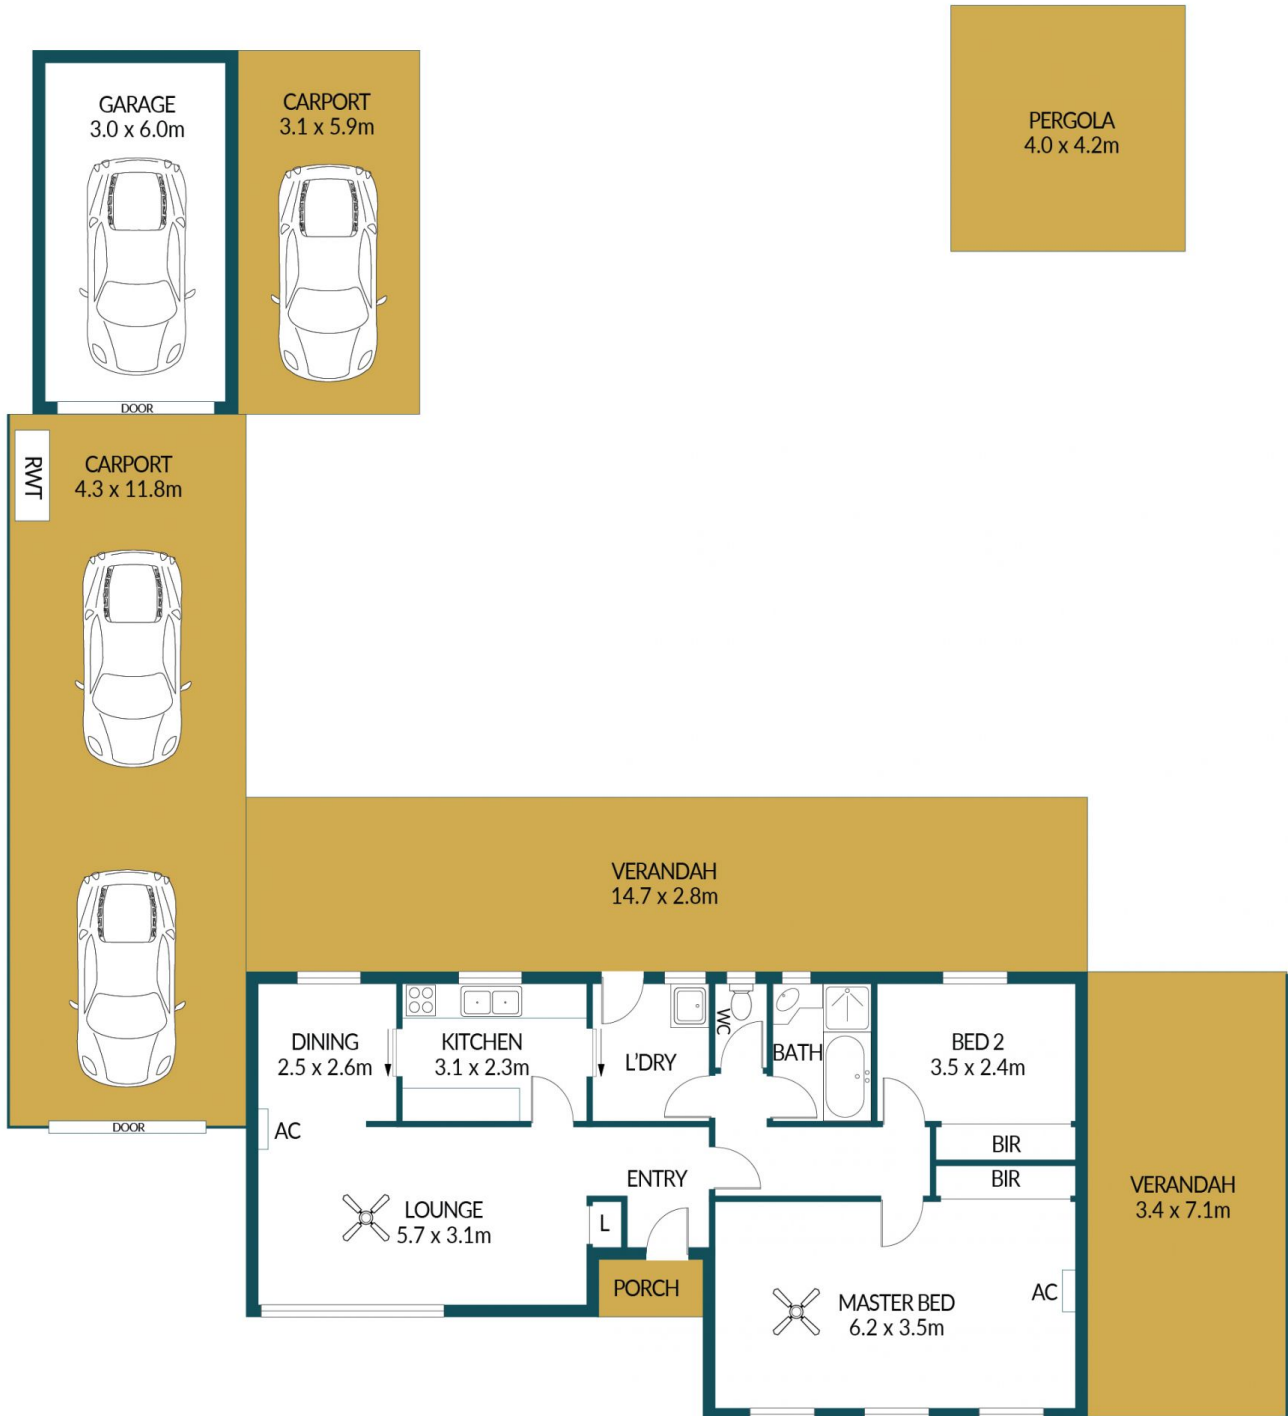 GARAGE
3.0 x 6.0m
CARPORT
3.1 x 5.9m
PERGOLA
4.0 x 4.2m
DOOR
RWT
CARPORT
4.3 x 11.8m
VERANDAH
14.7 x 2.8m
DINING
2.5 x 2.6m
KITCHEN
3.1 x 2.3m
L'DRY
WC
BATH
BED 2
3.5 x 2.4m
DOOR
AC
BIR
BIR
ENTRY
LOUNGE
5.7 x 3.1m
L
VERANDAH
3.4 x 7.1m
PORCH
MASTER BED
6.2 x 3.5m
AC